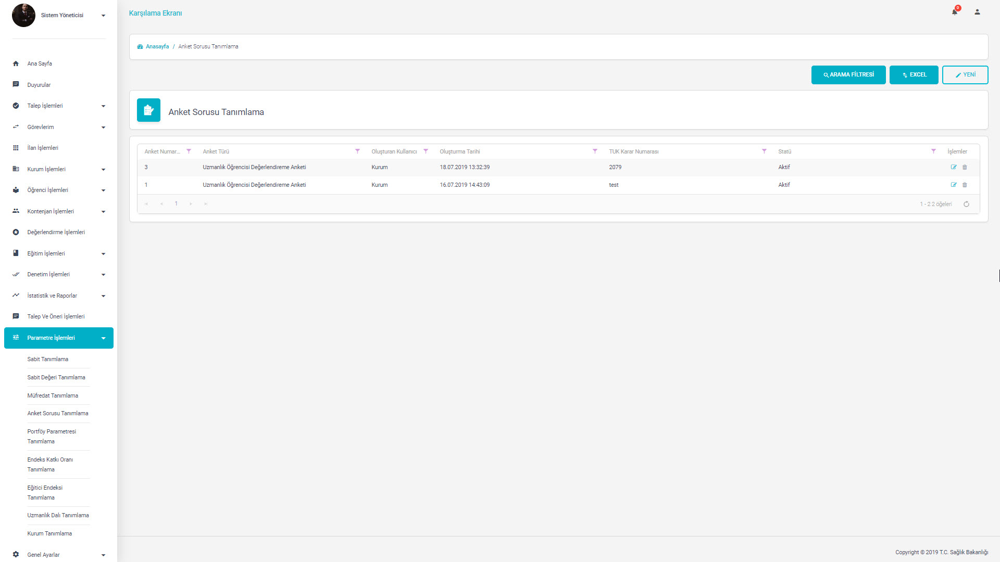 Sistem Yöneticisi
Ana Sayfa
Duyurular
Talep İşlemleri
Görevlerim
İlan İşlemleri
Kurum İşlemleri
Öğrenci İşlemleri
Kontenjan İşlemleri
Değerlendirme İşlemleri
Eğitim İşlemleri
Denetim İşlemleri
İstatistik ve Raporlar
Talep Ve Öneri İşlemleri
Parametre İşlemleri
Sabit Tanımlama
Sabit Değeri Tanımlama
Müfredat Tanımlama
Anket Sorusu Tanımlama
Portföy Parametresi
Tanımlama
Endeks Katkı Oranı
Tanımlama
Eğitici Endeksi
Tanımlama
Uzmanlık Dalı Tanımlama
Kurum Tanımlama
Genel Ayarlar
Karşılama Ekranı
0
Anasayfa / Anket Sorusu Tanımlama
ARAMA FİLTRESİ EXCEL YENİ
Anket Sorusu Tanımlama
Anket Numar... Anket Türü Oluşturan Kullanıcı Oluşturma Tarihi TUK Karar Numarası Statü İşlemler
3 Uzmanlık Öğrencisi Değerlendireme Anketi Kurum 18.07.2019 13:32:39 2079 Aktif
1 Uzmanlık Öğrencisi Değerlendireme Anketi Kurum 16.07.2019 14:43:09 test Aktif
1 1 - 2 2 öğeleri
Copyright © 2019 T.C. Sağlık Bakanlığı